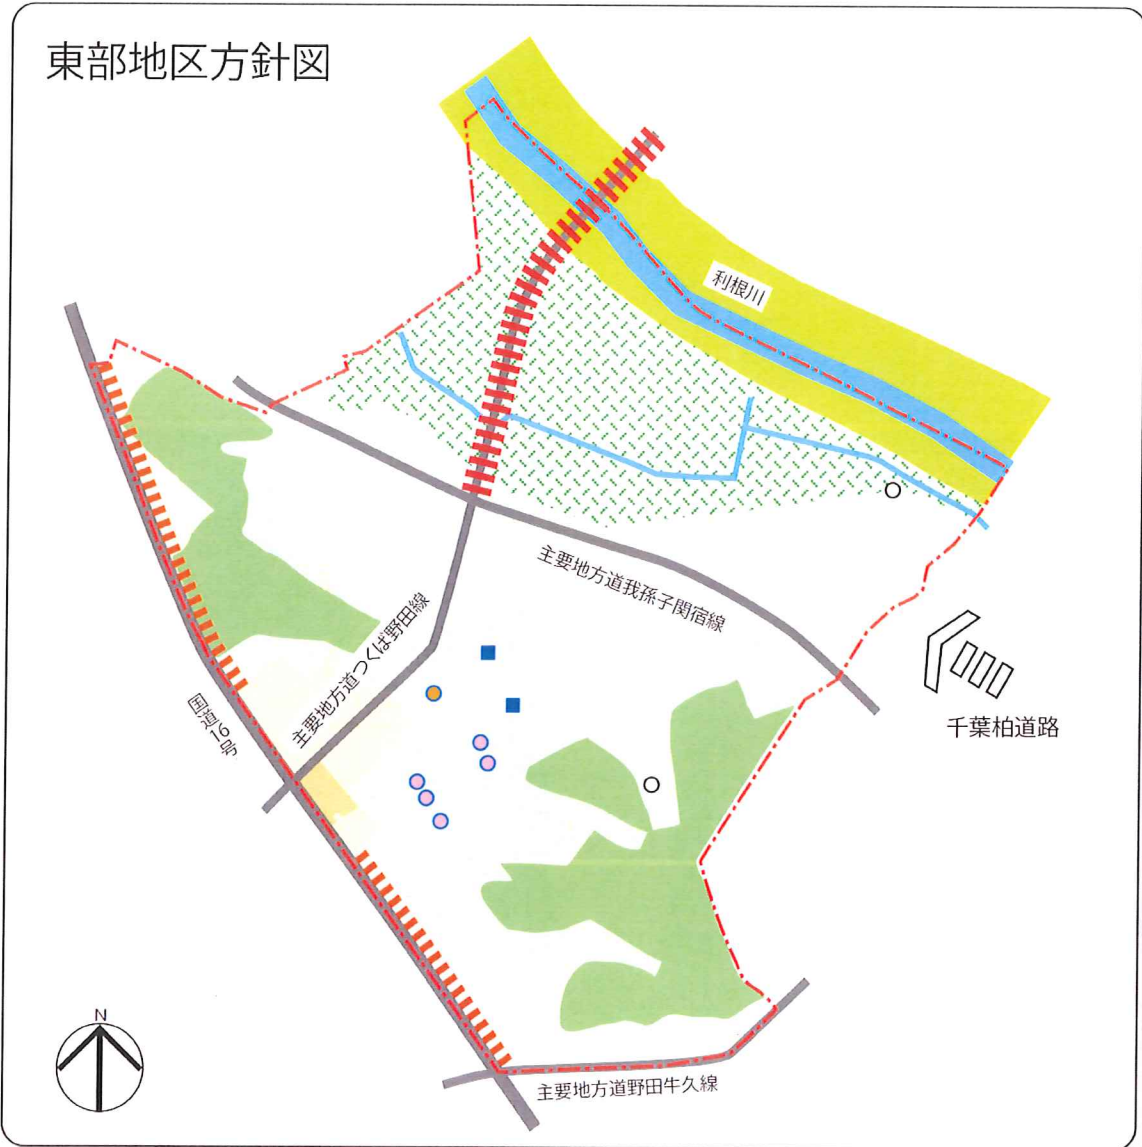 東部地区方針図
利根川
主要地方道我孫子関宿線
主要地方道つくば野田線
国道16号
千葉柏道路
N
主要地方道野田牛久線